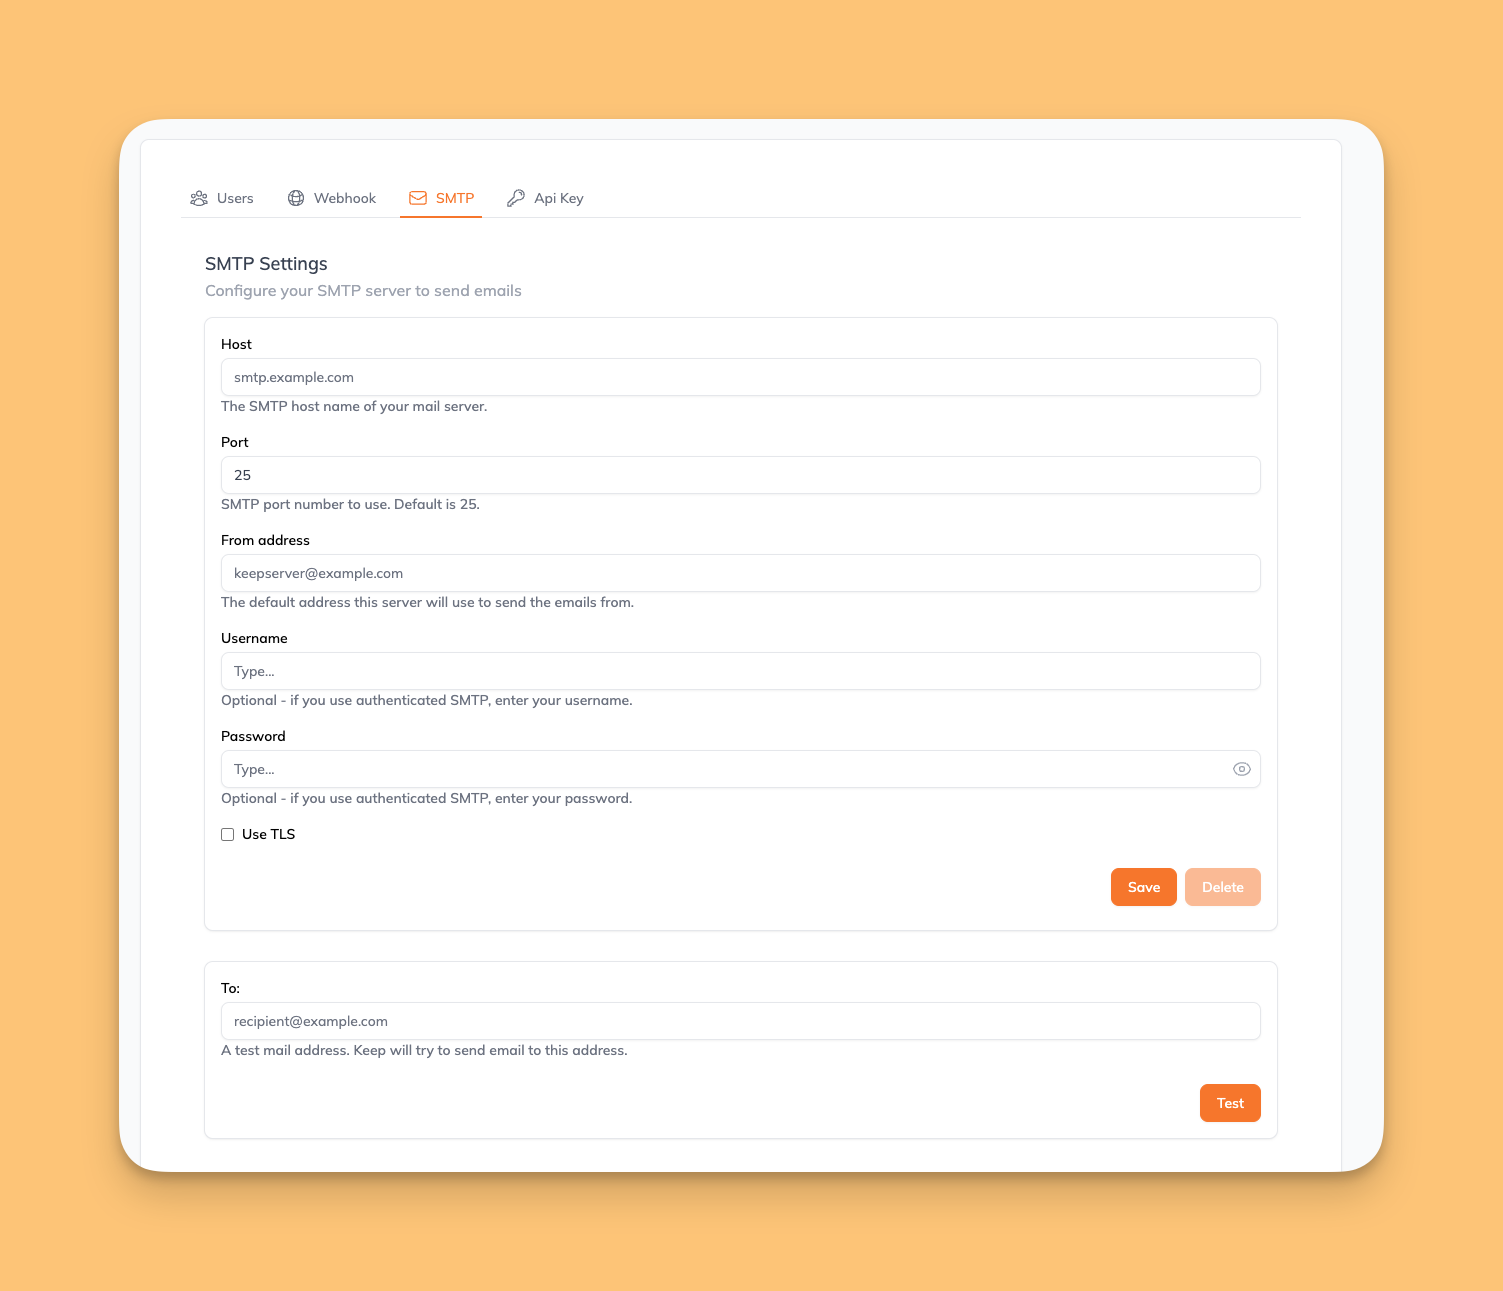 Users Webhook SMTP Api Key
SMTP Settings
Configure your SMTP server to send emails
Host
smtp.example.com
The SMTP host name of your mail server.
Port
25
SMTP port number to use. Default is 25.
From address
keepserver@example.com
The default address this server will use to send the emails from.
Username
Type...
Optional - if you use authenticated SMTP, enter your username.
Password
Type...
Optional - if you use authenticated SMTP, enter your password.
Use TLS
Save Delete
To:
recipient@example.com
A test mail address. Keep will try to send email to this address.
Test